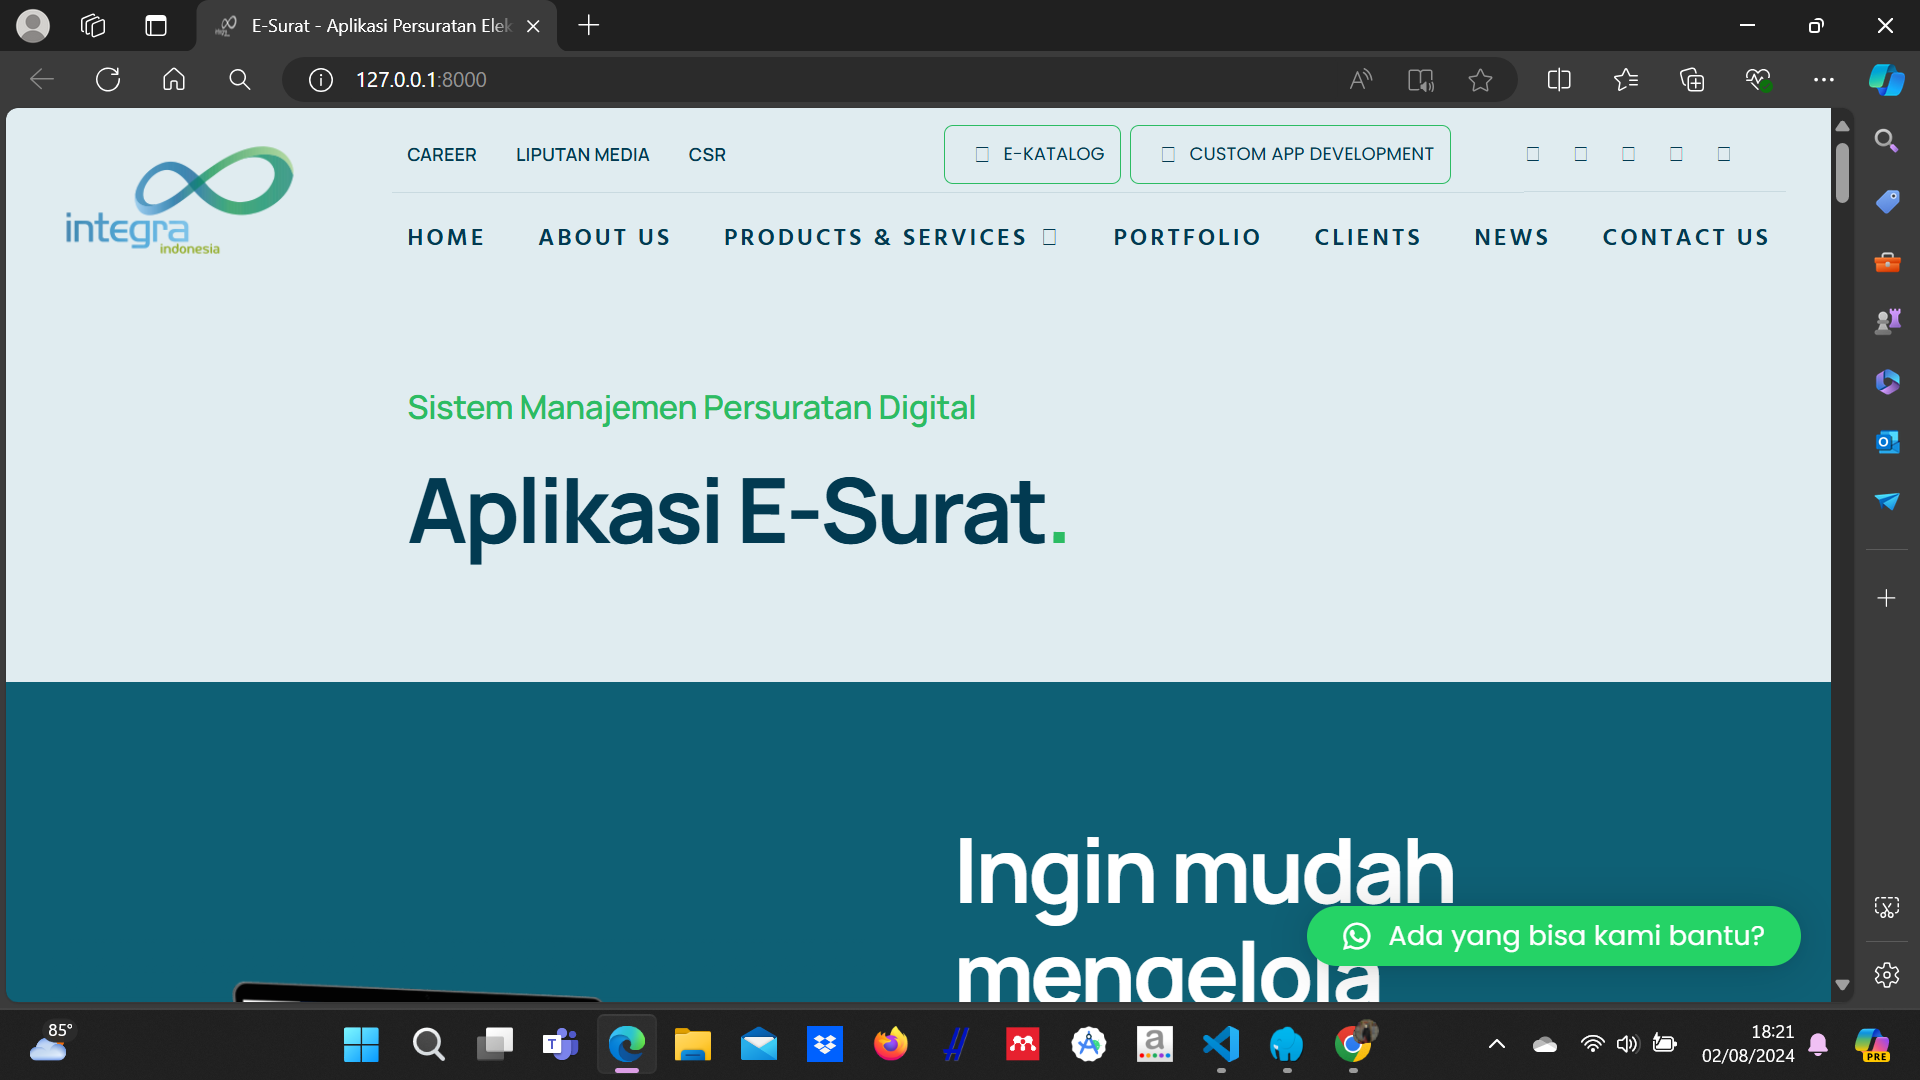 E-Surat - Aplikasi Persuratan Elek
127.0.0.1:8000
integra
indonesia
CAREER LIPUTAN MEDIA CSR E-KATALOG CUSTOM APP DEVELOPMENT
HOME ABOUT US PRODUCTS & SERVICES PORTFOLIO CLIENTS NEWS CONTACT US
Sistem Manajemen Persuratan Digital
Aplikasi E-Surat.
Ingin mudah
mengelola
Ada yang bisa kami bantu?
85°
18:21
02/08/2024
PRE